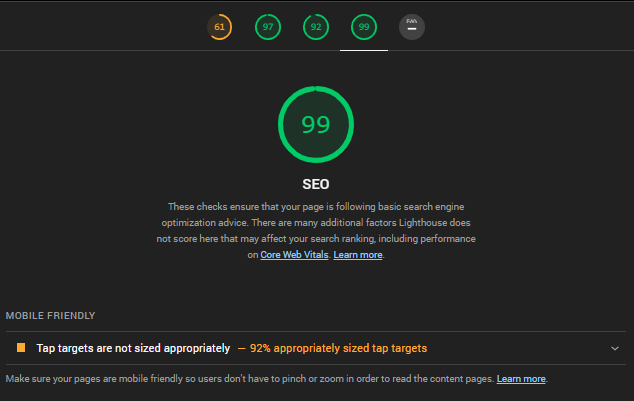 61 97 92 99 PWA
99
SEO
These checks ensure that your page is following basic search engine
optimization advice. There are many additional factors Lighthouse does
not score here that may affect your search ranking, including performance
on Core Web Vitals. Learn more.
MOBILE FRIENDLY
Tap targets are not sized appropriately — 92% appropriately sized tap targets
Make sure your pages are mobile friendly so users don't have to pinch or zoom in order to read the content pages. Learn more.